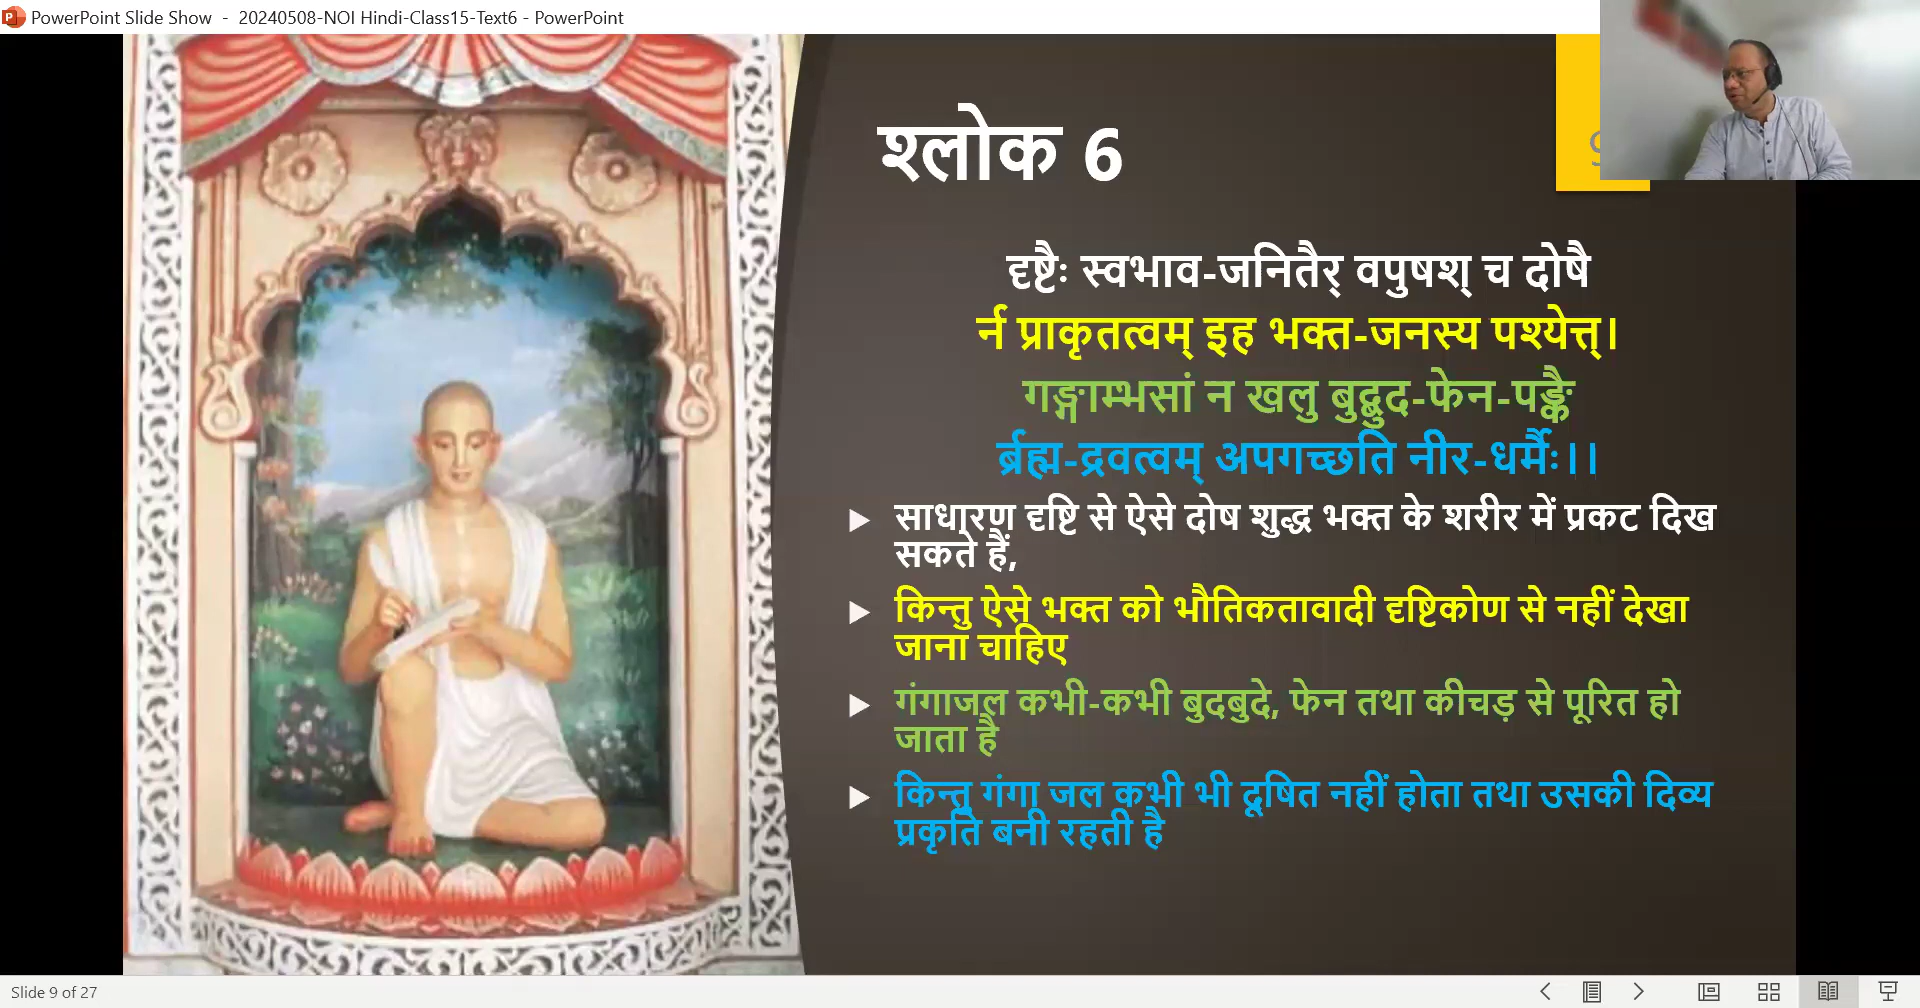 PowerPoint Slide Show - 20240508-NOI Hindi-Class15-Text6 - PowerPoint
श्लोक 6
दृष्टैः स्वभाव-जनितैर् वपुषश् च दोषै
र्न प्राकृतत्वम् इह भक्त-जनस्य पश्येत्त्।
गङ्गाम्भसां न खलु बुद्बुद-फेन-पङ्कै
र्ब्रह्म-द्रवत्वम् अपगच्छति नीर-धर्मैः।।
साधारण दृष्टि से ऐसे दोष शुद्ध भक्त के शरीर में प्रकट दिख
सकते हैं,
किन्तु ऐसे भक्त को भौतिकतावादी दृष्टिकोण से नहीं देखा
जाना चाहिए
गंगाजल कभी-कभी बुदबुदे, फेन तथा कीचड़ से पूरित हो
जाता है
किन्तु गंगा जल कभी भी दूषित नहीं होता तथा उसकी दिव्य
प्रकृति बनी रहती है
Slide 9 of 27